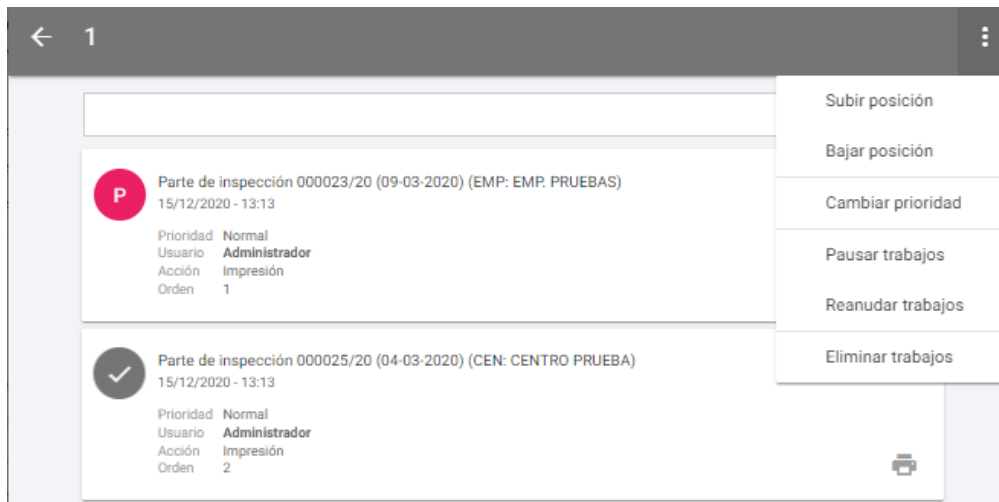 1
Subir posición
Bajar posición
Cambiar prioridad
Pausar trabajos
Reanudar trabajos
Eliminar trabajos
P
Parte de inspección 000023/20 (09-03-2020) (EMP: EMP. PRUEBAS)
15/12/2020 - 13:13
Prioridad Normal
Usuario Administrador
Acción Impresión
Orden 1
Parte de inspección 000025/20 (04-03-2020) (CEN: CENTRO PRUEBA)
15/12/2020 - 13:13
Prioridad Normal
Usuario Administrador
Acción Impresión
Orden 2